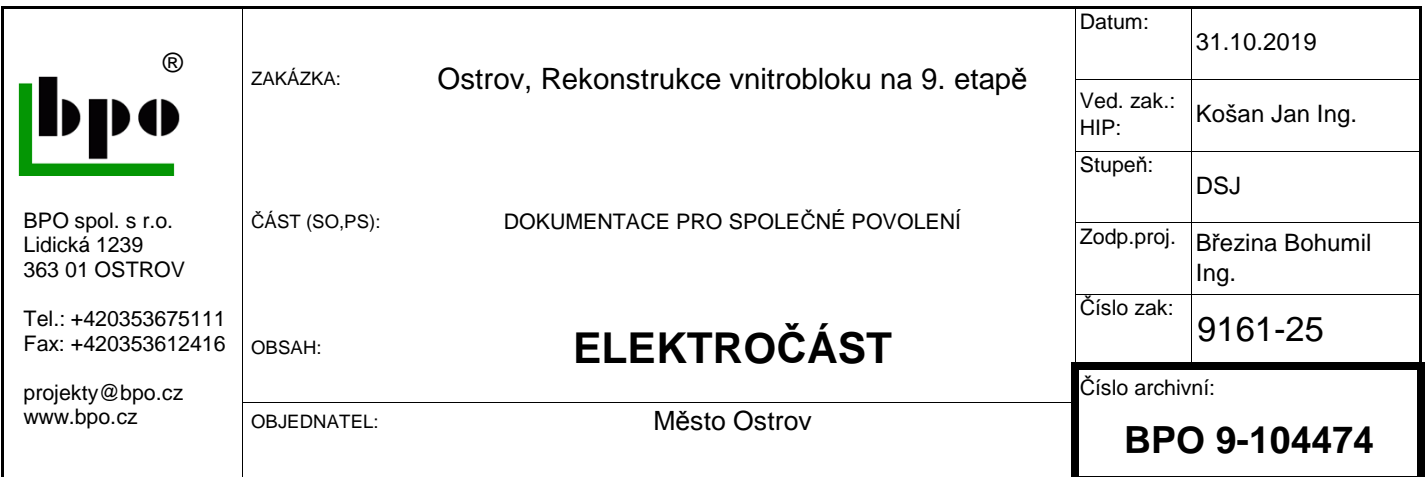 ®
bpo
BPO spol. s r.o.
Lidická 1239
363 01 OSTROV
Tel.: +420353675111
Fax: +420353612416
projekty@bpo.cz
www.bpo.cz
ZAKÁZKA: Ostrov, Rekonstrukce vnitrobloku na 9. etapě
ČÁST (SO,PS): DOKUMENTACE PRO SPOLEČNÉ POVOLENÍ
OBSAH: ELEKTROČÁST
OBJEDNATEL: Město Ostrov
Datum: 31.10.2019
Ved. zak.:
HIP: Košan Jan Ing.
Stupeň: DSJ
Zodp.proj. Březina Bohumil
Ing.
Číslo zak: 9161-25
Číslo archivní:
BPO 9-104474